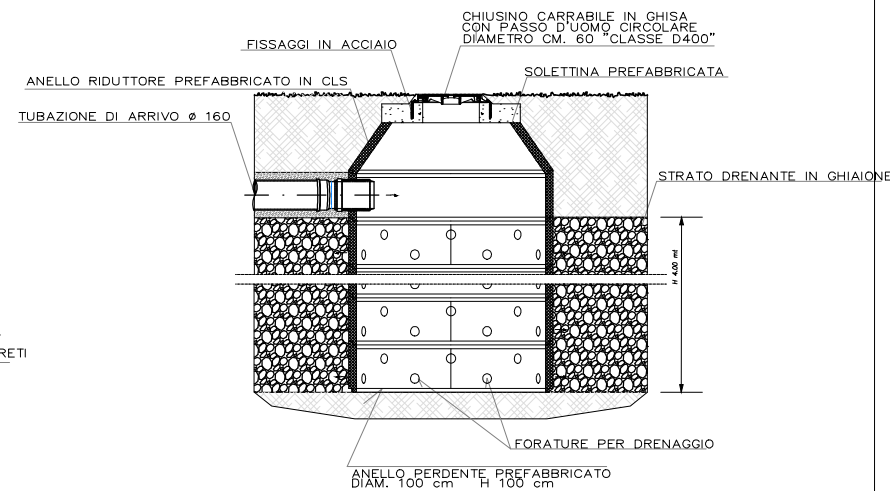 CHIUSINO CARRABILE IN GHISA
CON PASSO D'UOMO CIRCOLARE
DIAMETRO CM. 60 "CLASSE D400"
FISSAGGI IN ACCIAIO
SOLETTINA PREFABBRICATA
ANELLO RIDUTTORE PREFABBRICATO IN CLS
TUBAZIONE DI ARRIVO ø 160
STRATO DRENANTE IN GHIAIONE
H 4.00 mt
RETI
FORATURE PER DRENAGGIO
ANELLO PERDENTE PREFABBRICATO
DIAM. 100 cm H 100 cm